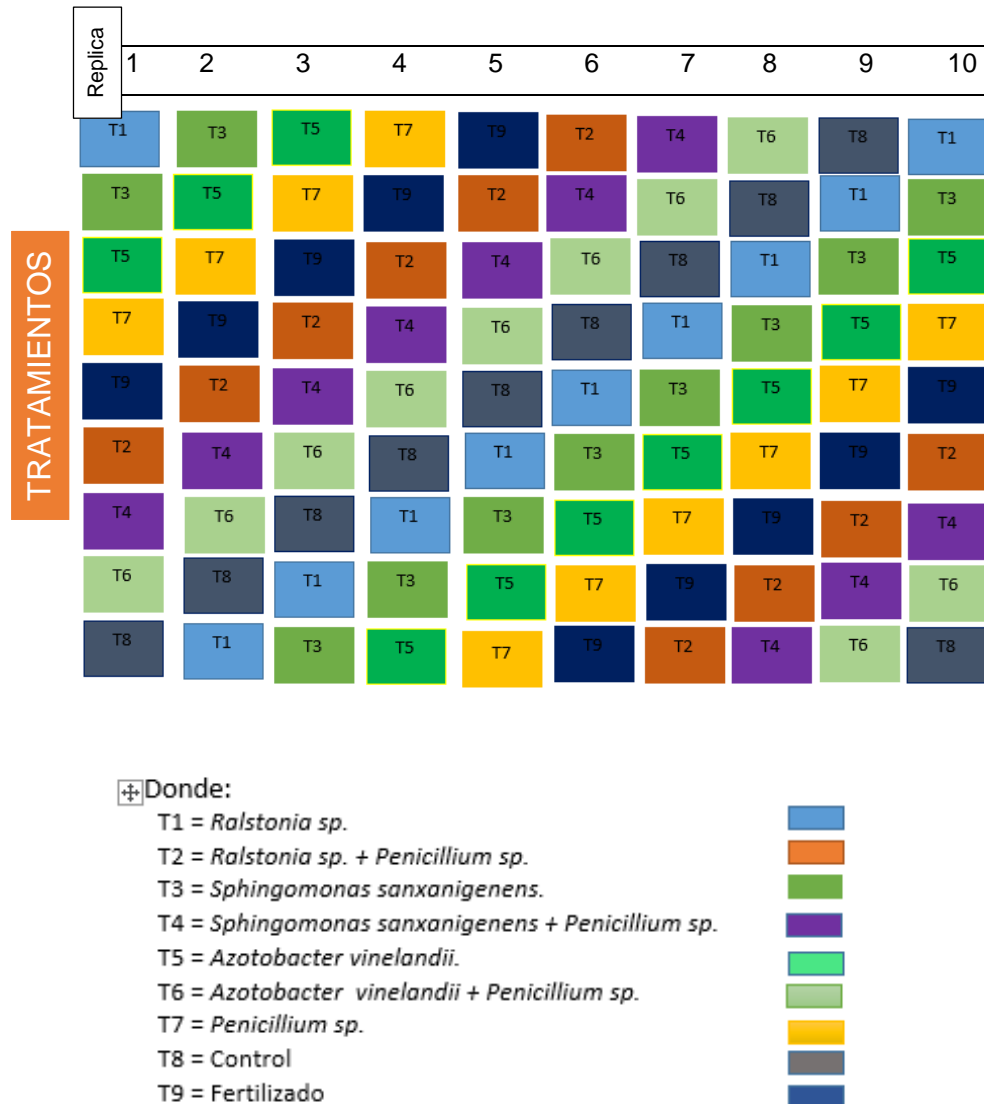 Replica
1 2 3 4 5 6 7 8 9 10
TRATAMIENTOS
T1 T3 T5 T7 T9 T2 T4 T6 T8 T1
T3 T5 T7 T9 T2 T4 T6 T8 T1 T3
T5 T7 T9 T2 T4 T6 T8 T1 T3 T5
T7 T9 T2 T4 T6 T8 T1 T3 T5 T7
T9 T2 T4 T6 T8 T1 T3 T5 T7 T9
T2 T4 T6 T8 T1 T3 T5 T7 T9 T2
T4 T6 T8 T1 T3 T5 T7 T9 T2 T4
T6 T8 T1 T3 T5 T7 T9 T2 T4 T6
T8 T1 T3 T5 T7 T9 T2 T4 T6 T8
Donde:
T1 = Ralstonia sp.
T2 = Ralstonia sp. + Penicillium sp.
T3 = Sphingomonas sanxanigenens.
T4 = Sphingomonas sanxanigenens + Penicillium sp.
T5 = Azotobacter vinelandii.
T6 = Azotobacter vinelandii + Penicillium sp.
T7 = Penicillium sp.
T8 = Control
T9 = Fertilizado